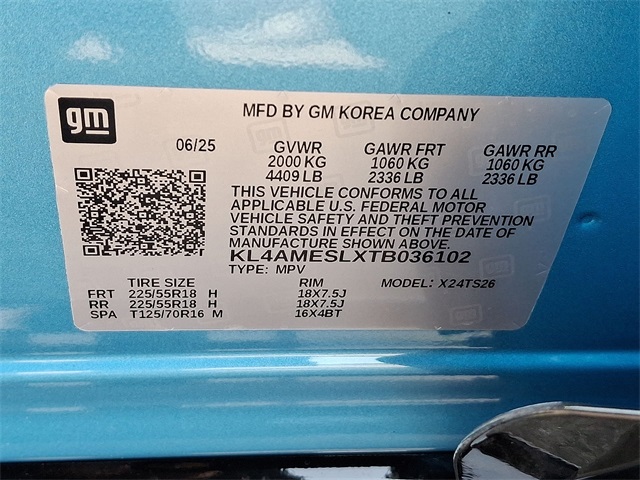 gm
MFD BY GM KOREA COMPANY
06/25 GVWR GAWR FRT GAWR RR
2000 KG 1060 KG 1060 KG
4409 LB 2336 LB 2336 LB
THIS VEHICLE CONFORMS TO ALL
APPLICABLE U.S. FEDERAL MOTOR
VEHICLE SAFETY AND THEFT PREVENTION
STANDARDS IN EFFECT ON THE DATE OF
MANUFACTURE SHOWN ABOVE.
KL4AMESLXTB036102
TYPE: MPV
TIRE SIZE RIM MODEL: X24TS26
FRT 225/55R18 H 18X7.5J
RR 225/55R18 H 18X7.5J
SPA T125/70R16 M 16X4BT